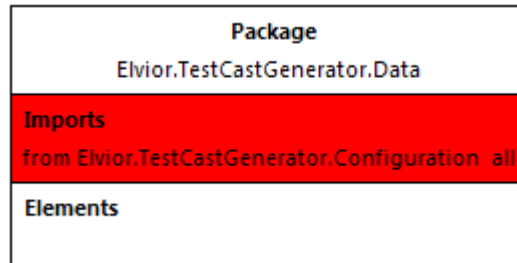 Package
Elvior.TestCastGenerator.Data
Imports
from Elvior.TestCastGenerator.Configuration all
Elements